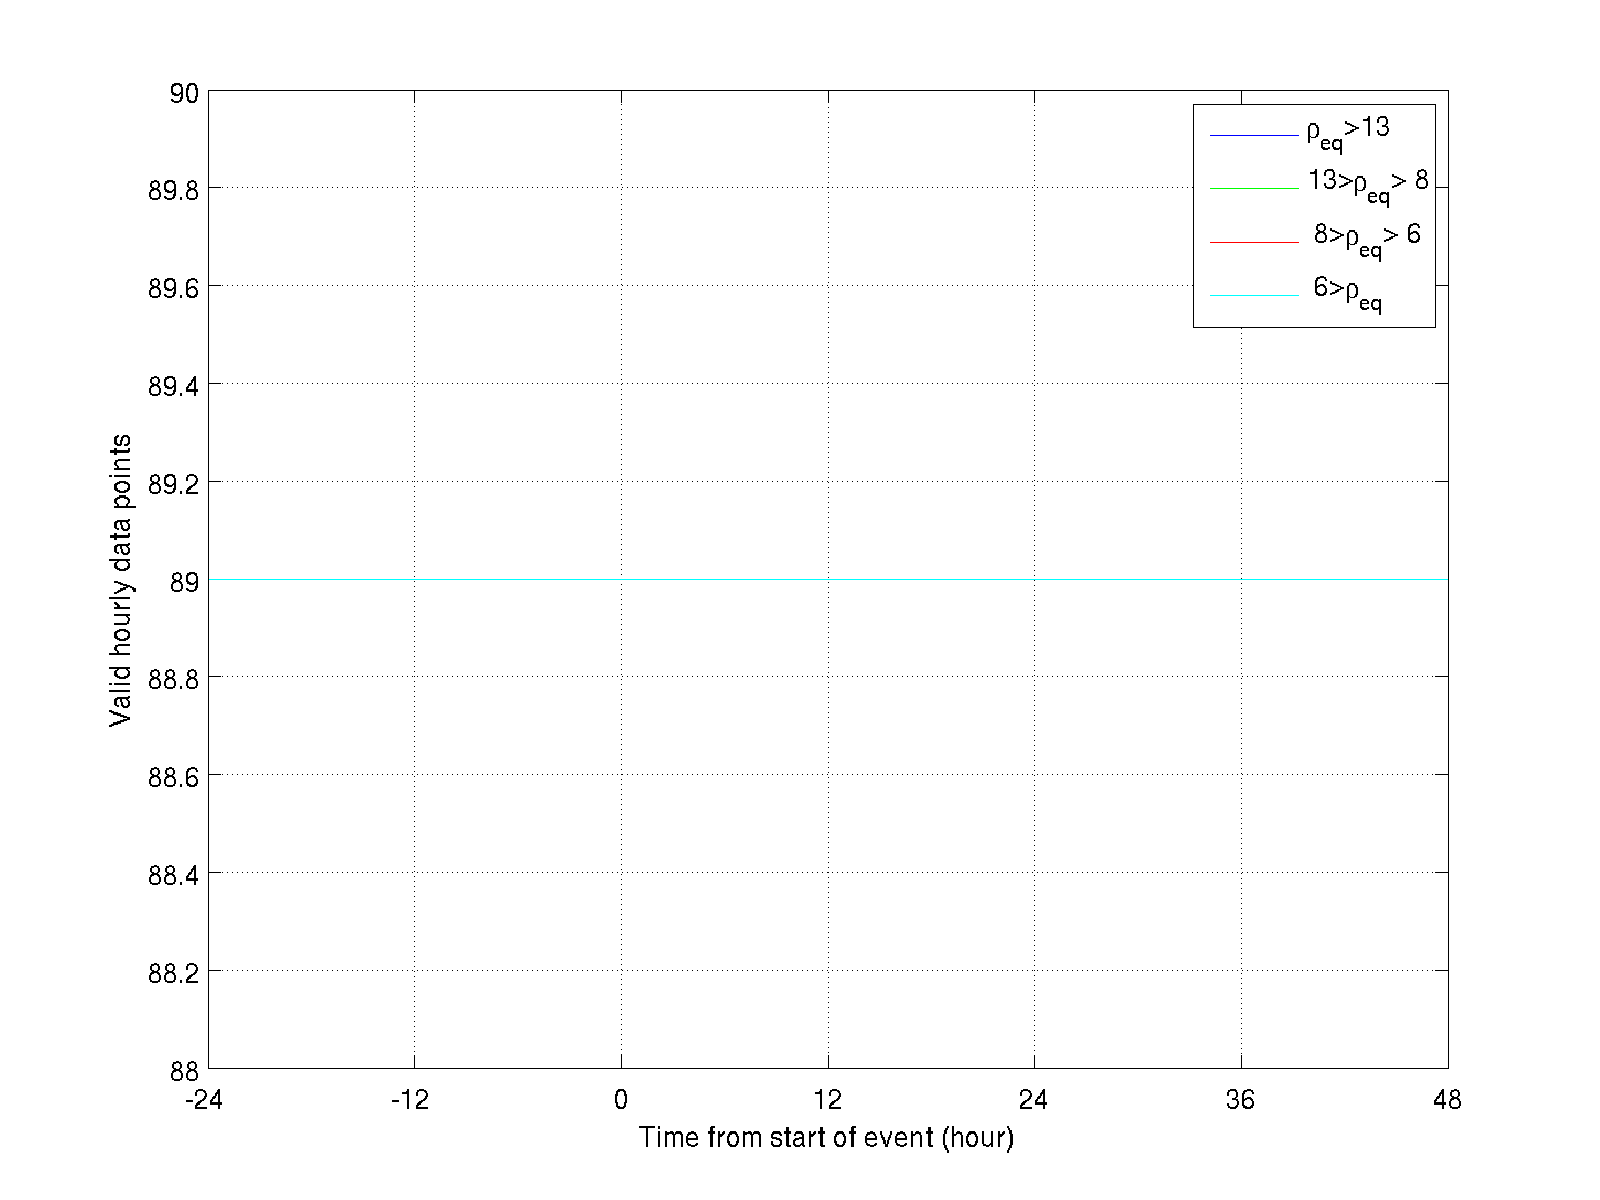 90
89.8
89.6
89.4
89.2
89
88.8
88.6
88.4
88.2
88
Valid hourly data points
-24 -12 0 12 24 36 48
Time from start of event (hour)
ρeq>13
13>ρeq> 8
8>ρeq> 6
6>ρeq